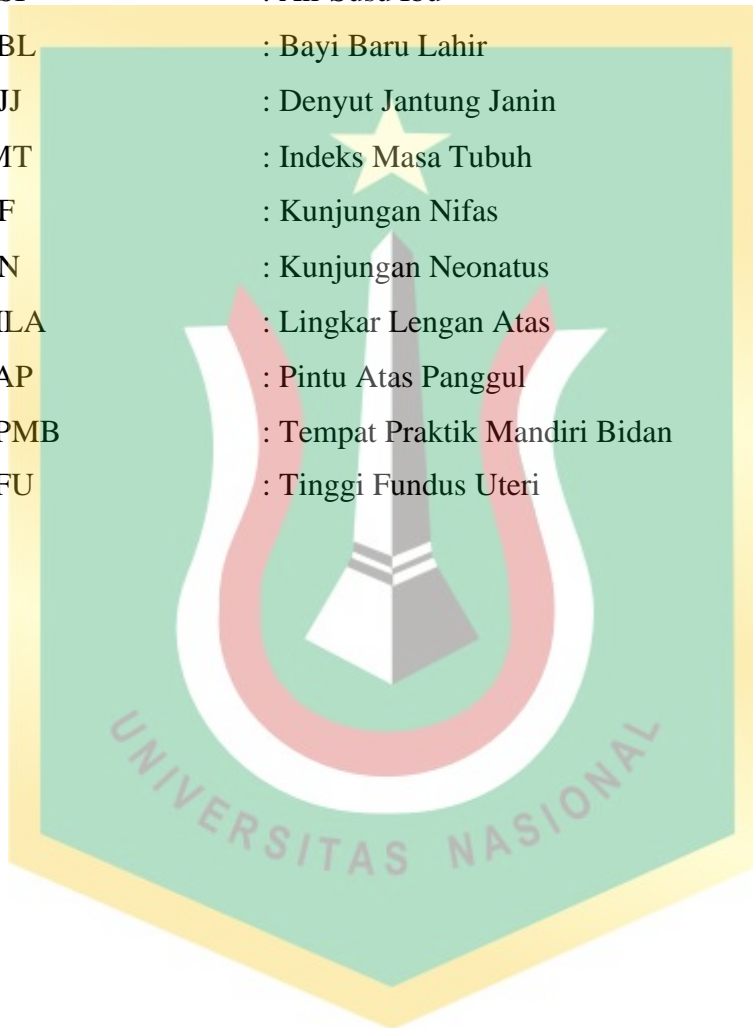 BL : Bayi Baru Lahir
JJ : Denyut Jantung Janin
MT : Indeks Masa Tubuh
F : Kunjungan Nifas
N : Kunjungan Neonatus
ILA : Lingkar Lengan Atas
AP : Pintu Atas Panggul
PMB : Tempat Praktik Mandiri Bidan
FU : Tinggi Fundus Uteri
UNIVERSITAS NASIONAL